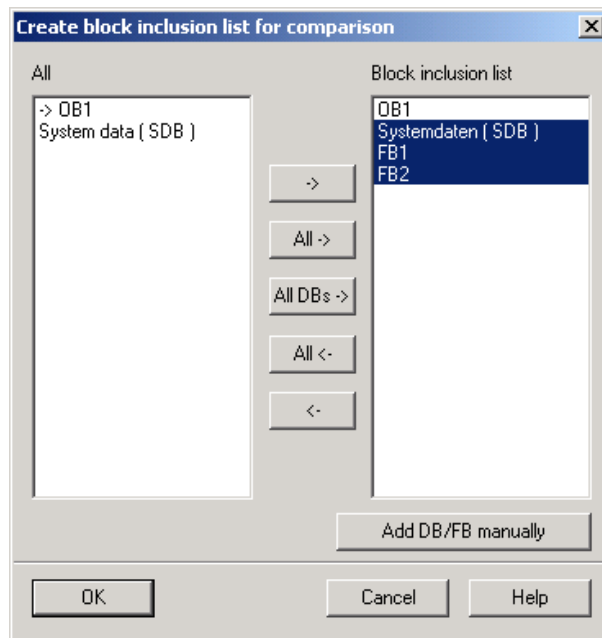 Create block inclusion list for comparison
All
-> OB1
System data ( SDB )
->
All ->
All DBs ->
All <-
<-
Block inclusion list
OB1
Systemdaten ( SDB )
FB1
FB2
Add DB/FB manually
OK
Cancel
Help